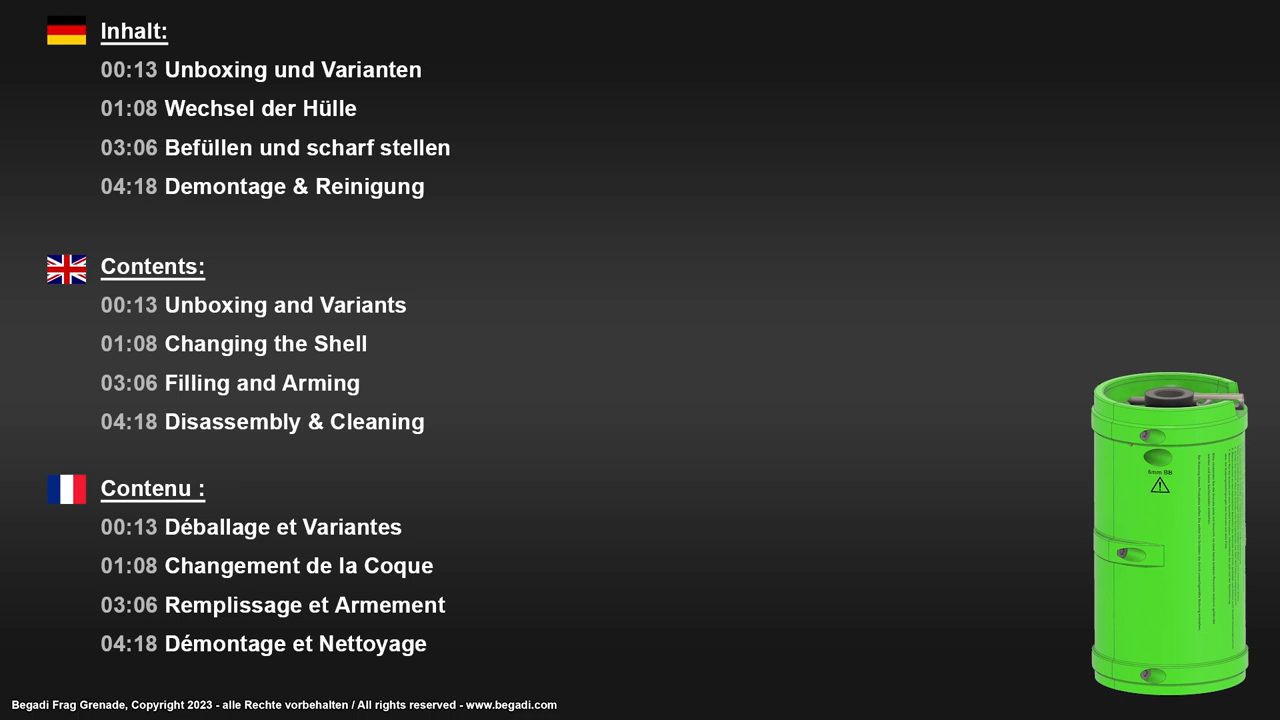 Inhalt:
00:13 Unboxing und Varianten
01:08 Wechsel der Hülle
03:06 Befüllen und scharf stellen
04:18 Demontage & Reinigung
Contents:
00:13 Unboxing and Variants
01:08 Changing the Shell
03:06 Filling and Arming
04:18 Disassembly & Cleaning
Contenu :
00:13 Déballage et Variantes
01:08 Changement de la Coque
03:06 Remplissage et Armement
04:18 Démontage et Nettoyage
6mm BB
Begadi Frag Grenade, Copyright 2023 - alle Rechte vorbehalten / All rights reserved - www.begadi.com